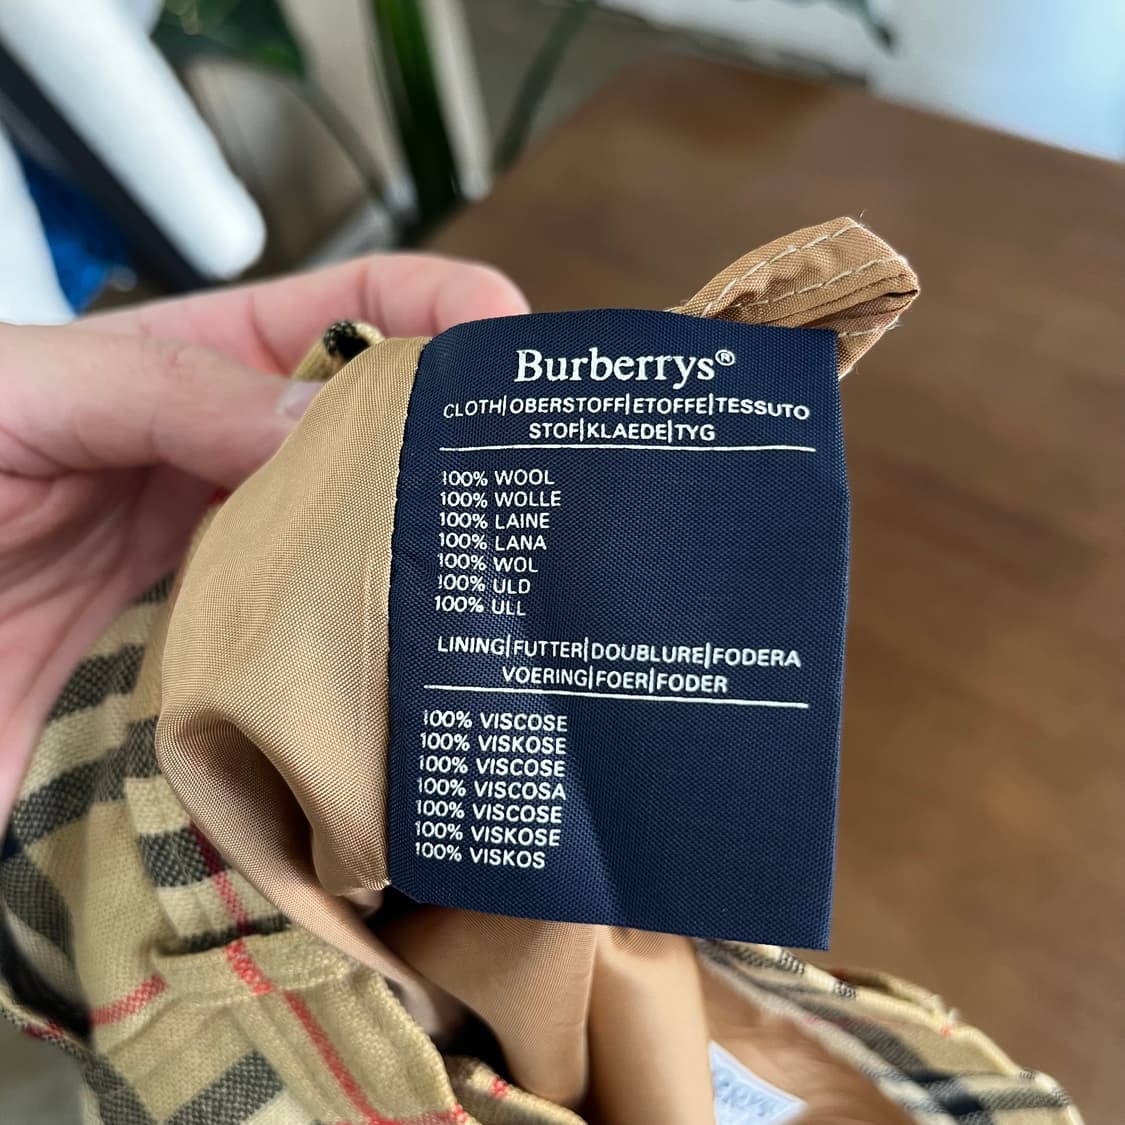 Burberrys®
CLOTH|OBERSTOFF|ETOFFE|TESSUTO
STOF|KLAEDE|TYG
100% WOOL
100% WOLLE
100% LAINE
100% LANA
100% WOL
100% ULD
100% ULL
LINING|FUTTER|DOUBLURE|FODERA
VOERING|FOER|FODER
100% VISCOSE
100% VISKOSE
100% VISCOSE
100% VISCOSA
100% VISCOSE
100% VISKOSE
100% VISKOS